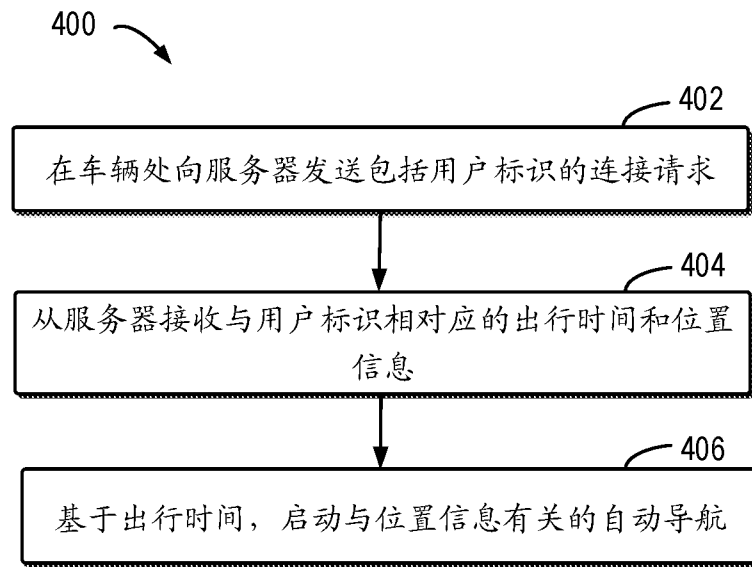 400
402
在车辆处向服务器发送包括用户标识的连接请求
404
从服务器接收与用户标识相对应的出行时间和位置
信息
406
基于出行时间，启动与位置信息有关的自动导航